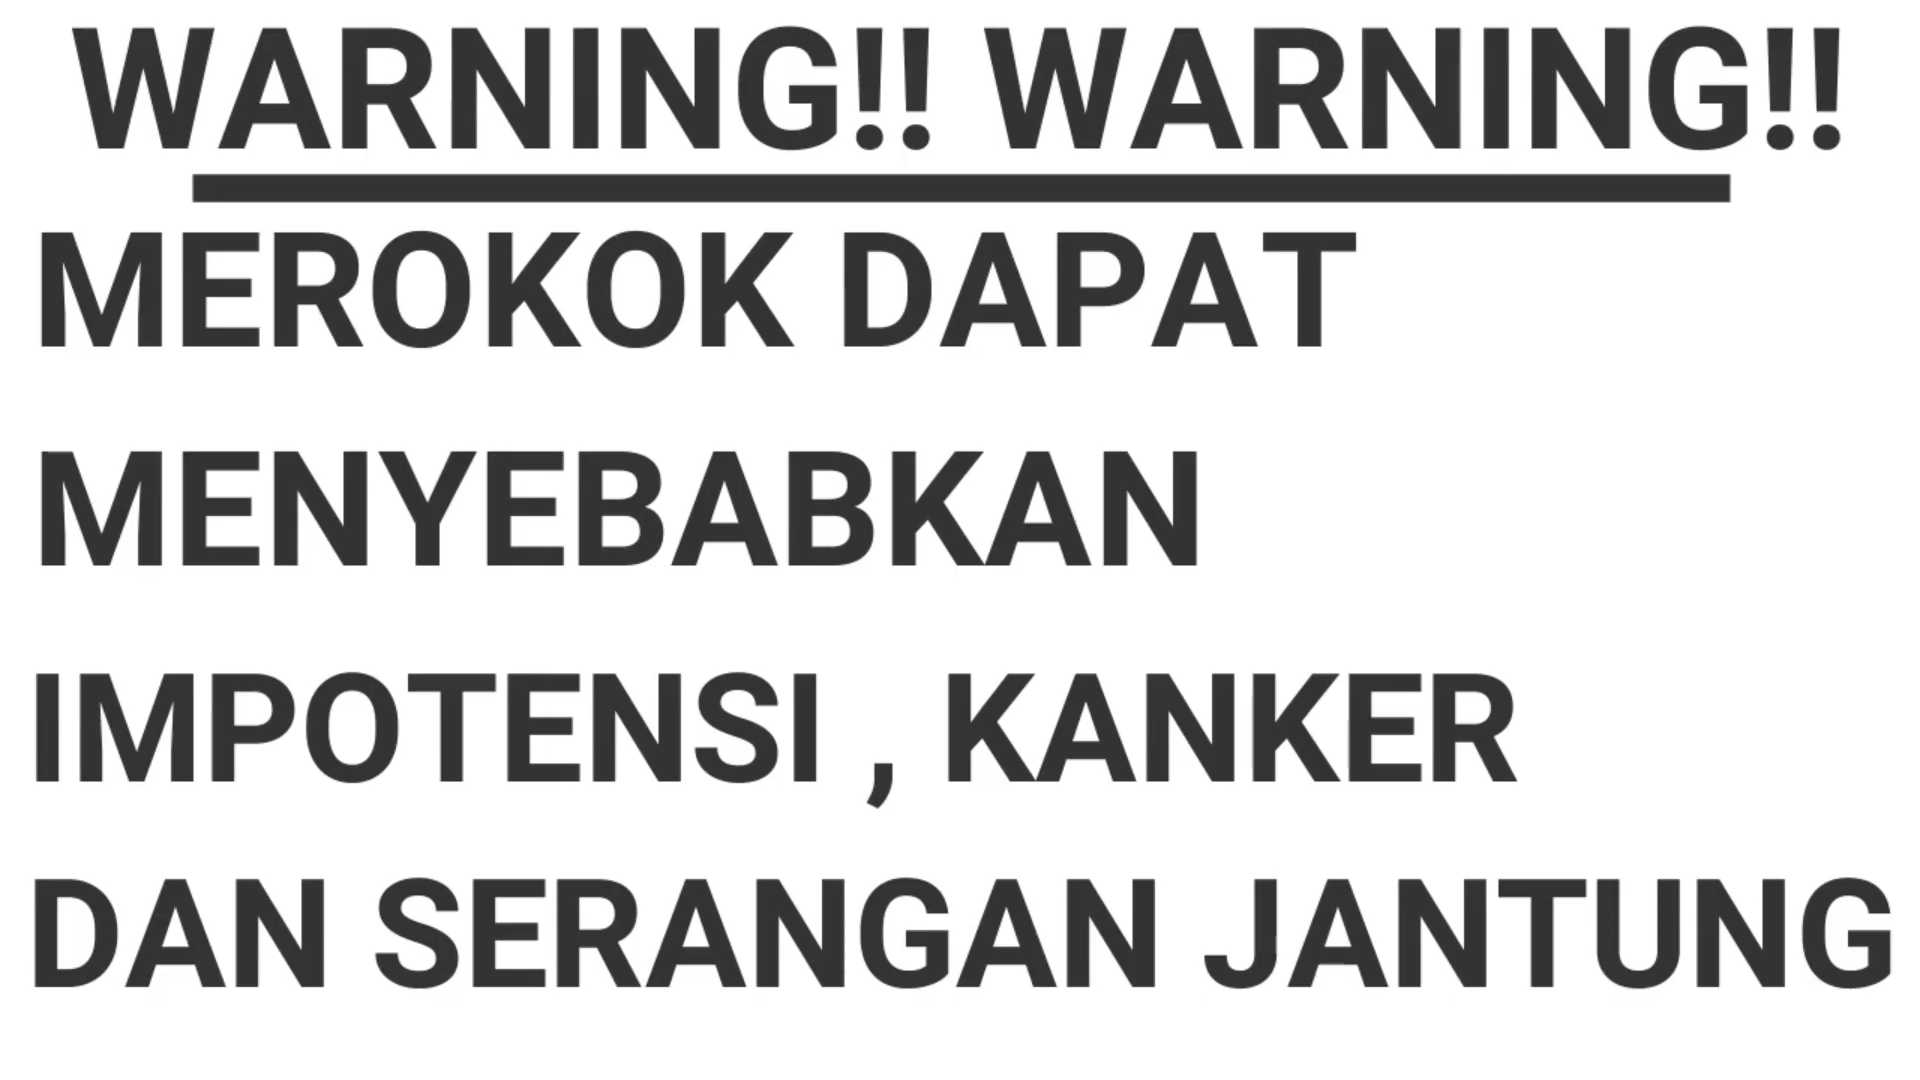 WARNING!! WARNING!!
MEROKOK DAPAT
MENYEBABKAN
IMPOTENSI , KANKER
DAN SERANGAN JANTUNG